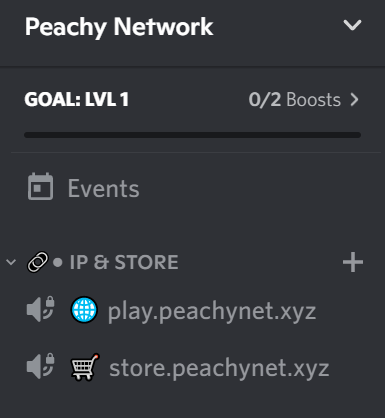 Peachy Network
GOAL: LVL 1 0/2 Boosts
Events
IP & STORE
play.peachynet.xyz
store.peachynet.xyz